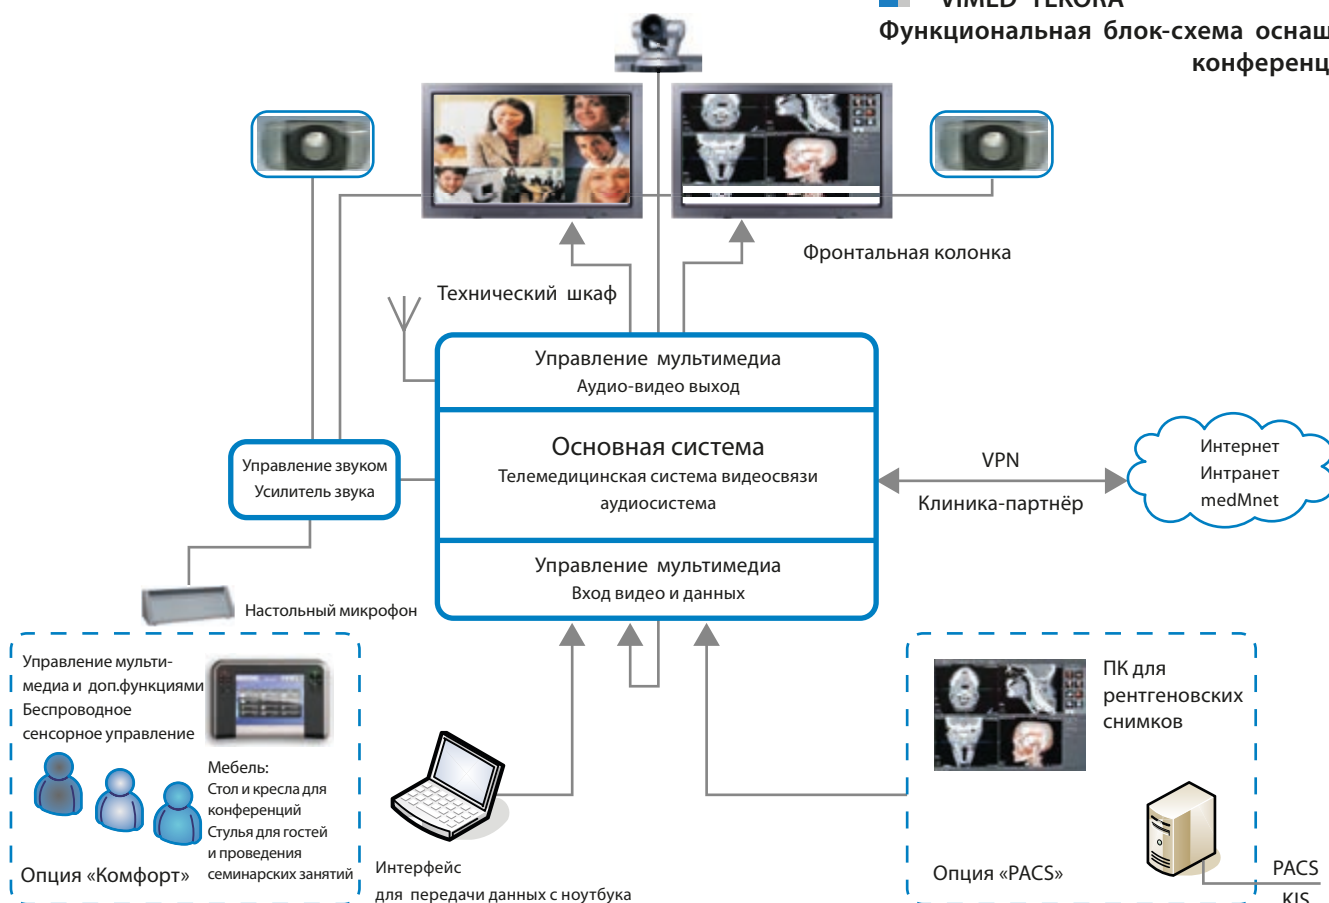 VIMED TEKORA
Функциональная блок-схема
Фронтальная колонка
Технический шкаф
Управление мультимедиа
Аудио-видео выход
Основная система
Телемедицинская система видеосвязи
аудиосистема
Управление мультимедиа
Вход видео и данных
Управление звуком
Усилитель звука
VPN
Клиника-партнёр
Интернет
Интранет
medMnet
Настольный микрофон
Управление мульти-
медиа и доп.функциями
Беспроводное
сенсорное управление
Мебель:
Стол и кресла для
конференций
Стулья для гостей
и проведения
семинарских занятий
Опция «Комфорт»
Интерфейс
для передачи данных с ноутбука
ПК для
рентгеновских
снимков
Опция «PACS»
PACS
KIS